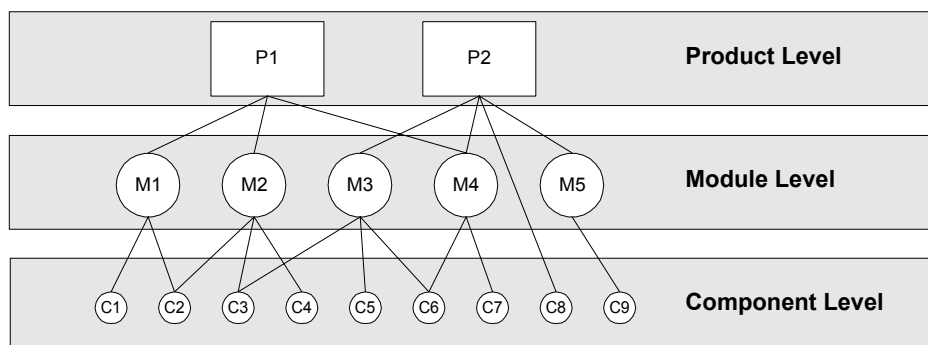 P1 P2 Product Level
M1 M2 M3 M4 M5 Module Level
C1 C2 C3 C4 C5 C6 C7 C8 C9 Component Level